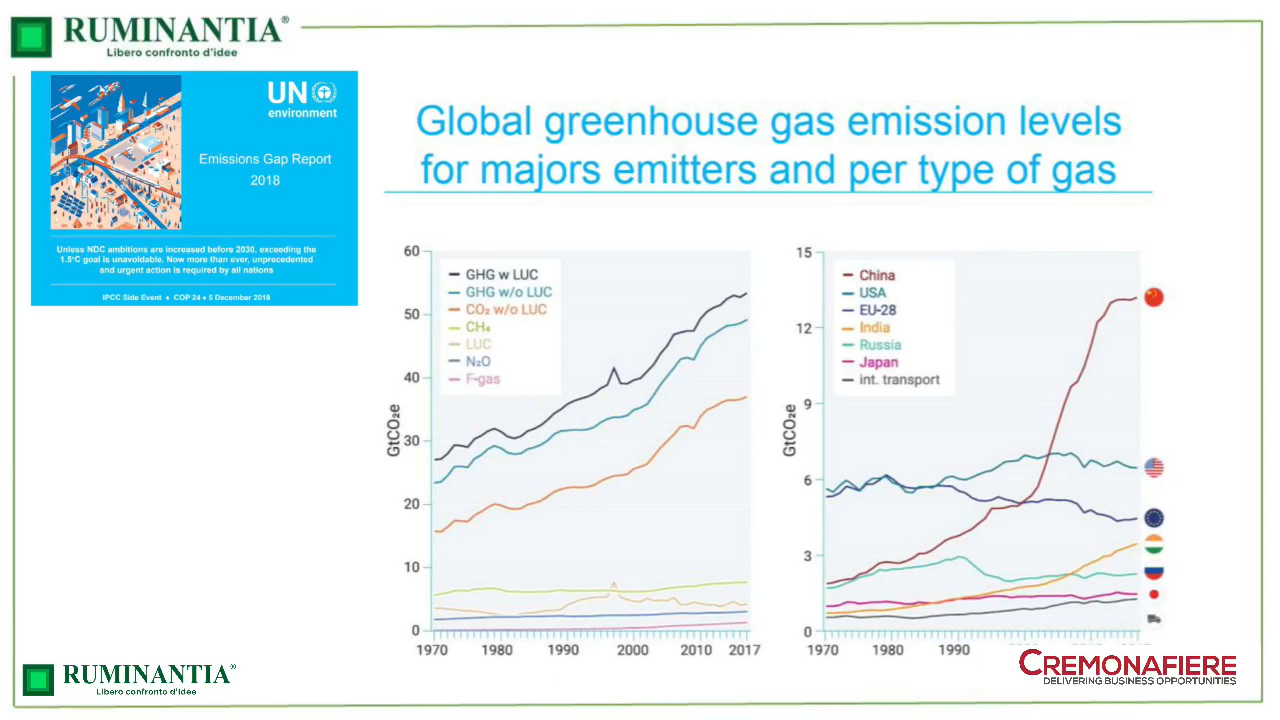 RUMINANTIA®
Libero confronto d'idee
UN
environment
Emissions Gap Report
2018
Unless NDC ambitions are increased before 2030, exceeding the
1.5°C goal is unavoidable. Now more than ever, unprecedented
and urgent action is required by all nations
IPCC Side Event ♦ COP 24 ♦ 5 December 2018
Global greenhouse gas emission levels
for majors emitters and per type of gas
60
50
40
30
20
10
0
GtCO₂e
GHG w LUC
GHG w/o LUC
CO₂ w/o LUC
CH₄
LUC
N₂O
F-gas
1970 1980 1990 2000 2010 2017
15
12
9
6
3
0
GtCO₂e
China
USA
EU-28
India
Russia
Japan
int. transport
1970 1980 1990
RUMINANTIA®
Libero confronto d'idee
CREMONAFIERE
DELIVERING BUSINESS OPPORTUNITIES